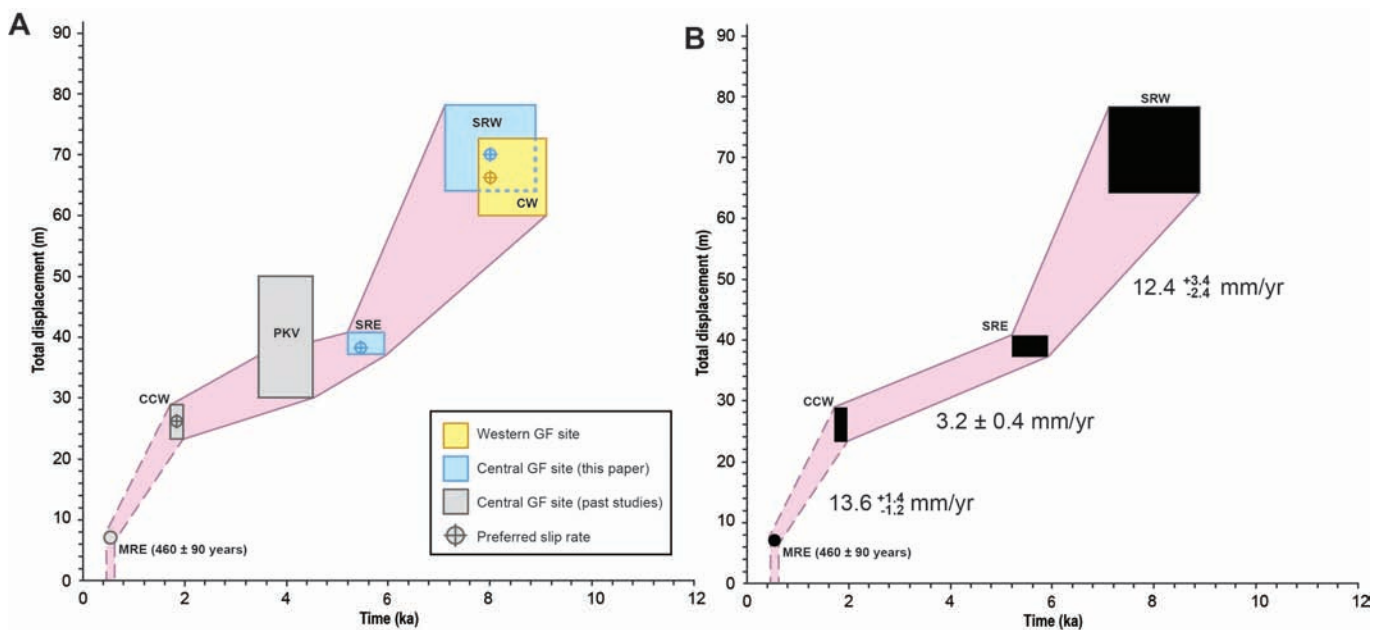 A
90
80
70
60
50
40
30
20
10
0
Total displacement (m)
0
2
4
6
8
10
12
Time (ka)
SRW
CW
PKV
SRE
CCW
MRE (460 ± 90 years)
Western GF site
Central GF site (this paper)
Central GF site (past studies)
Preferred slip rate
B
90
80
70
60
50
40
30
20
10
0
Total displacement (m)
0
2
4
6
8
10
12
Time (ka)
SRW
SRE
CCW
12.4 +3.4 -2.4 mm/yr
3.2 ± 0.4 mm/yr
13.6 +1.4 -1.2 mm/yr
MRE (460 ± 90 years)